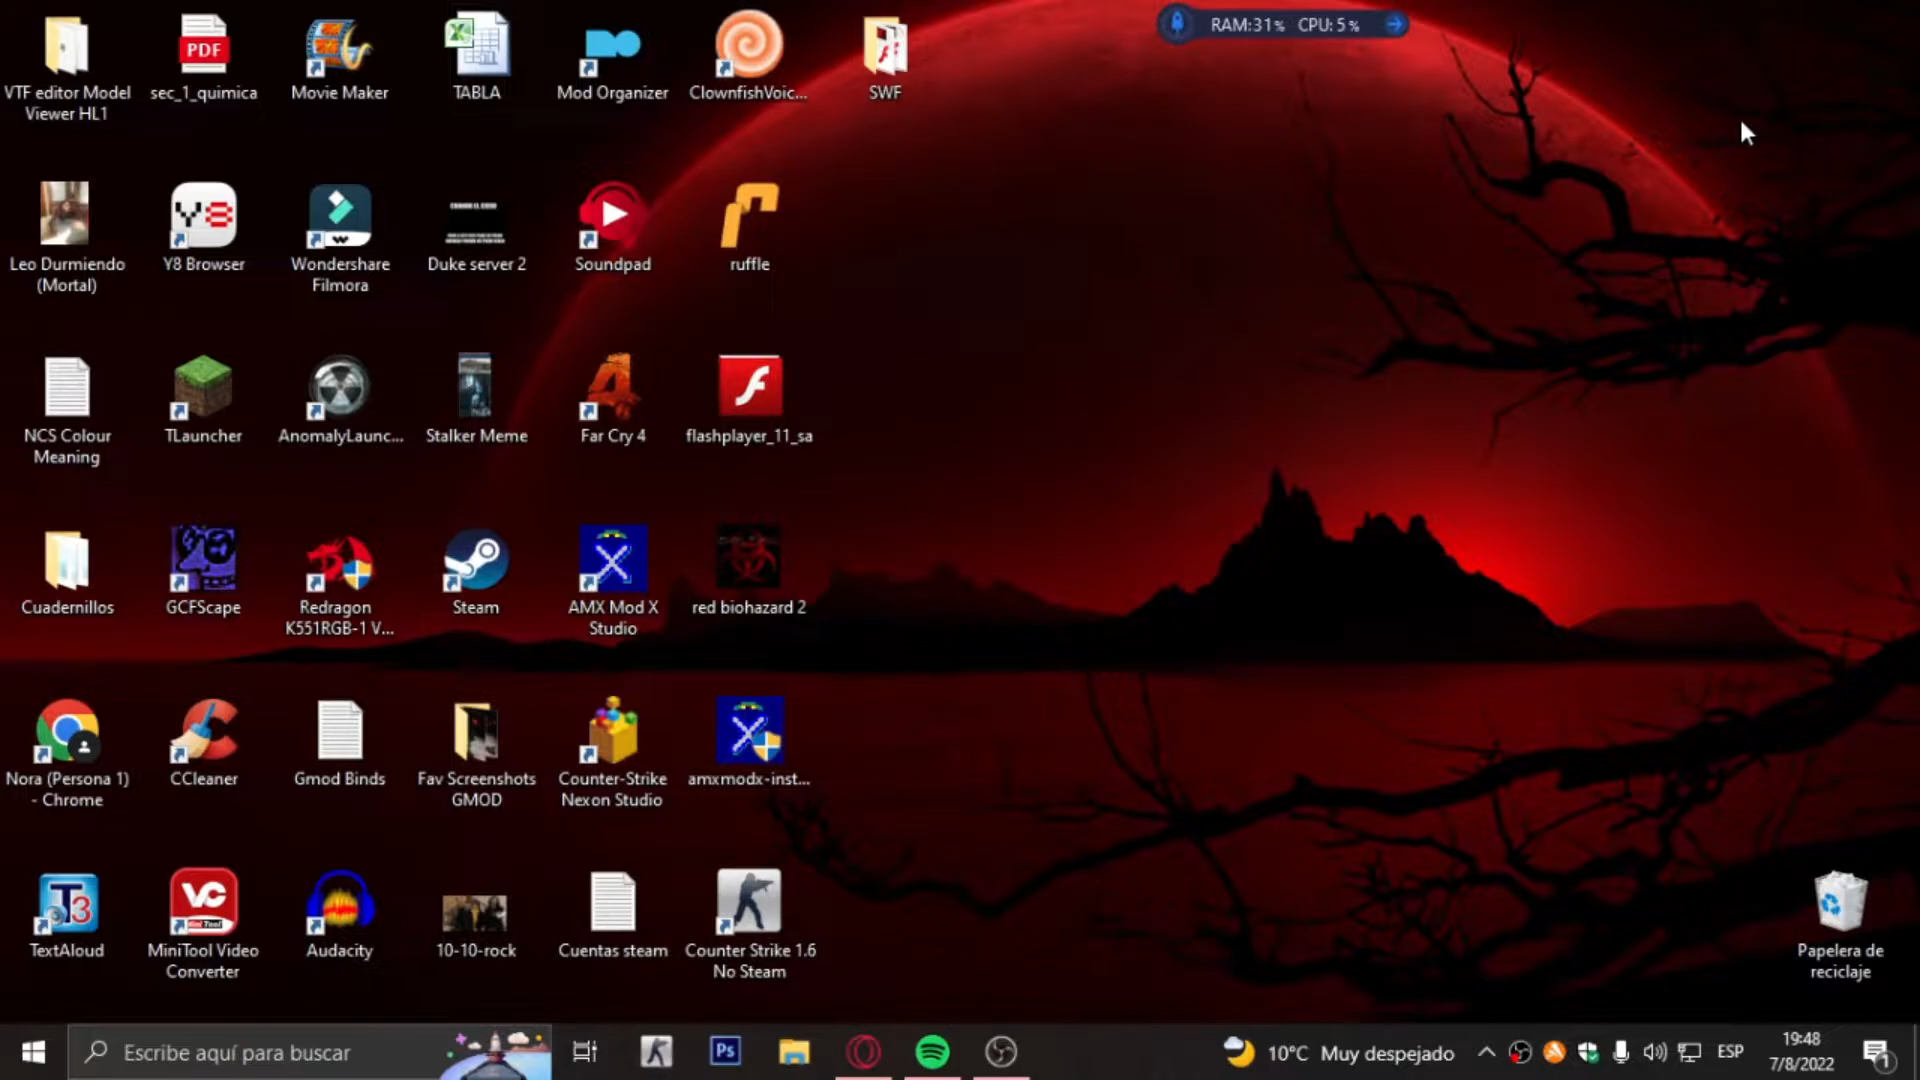 RAM:31% CPU: 5%
VTF editor Model
Viewer HL1
sec_1_quimica
Movie Maker
TABLA
Mod Organizer
ClownfishVoic...
SWF
Leo Durmiendo
(Mortal)
Y8 Browser
Wondershare
Filmora
Duke server 2
Soundpad
ruffle
NCS Colour
Meaning
TLauncher
AnomalyLaunc...
Stalker Meme
Far Cry 4
flashplayer_11_sa
Cuadernillos
GCFScape
Redragon
K551RGB-1 V...
Steam
AMX Mod X
Studio
red biohazard 2
Nora (Persona 1)
- Chrome
CCleaner
Gmod Binds
Fav Screenshots
GMOD
Counter-Strike
Nexon Studio
amxmodx-inst...
TextAloud
MiniTool Video
Converter
Audacity
10-10-rock
Cuentas steam
Counter Strike 1.6
No Steam
Papelera de
reciclaje
Escribe aquí para buscar
10°C Muy despejado
ESP
19:48
7/8/2022